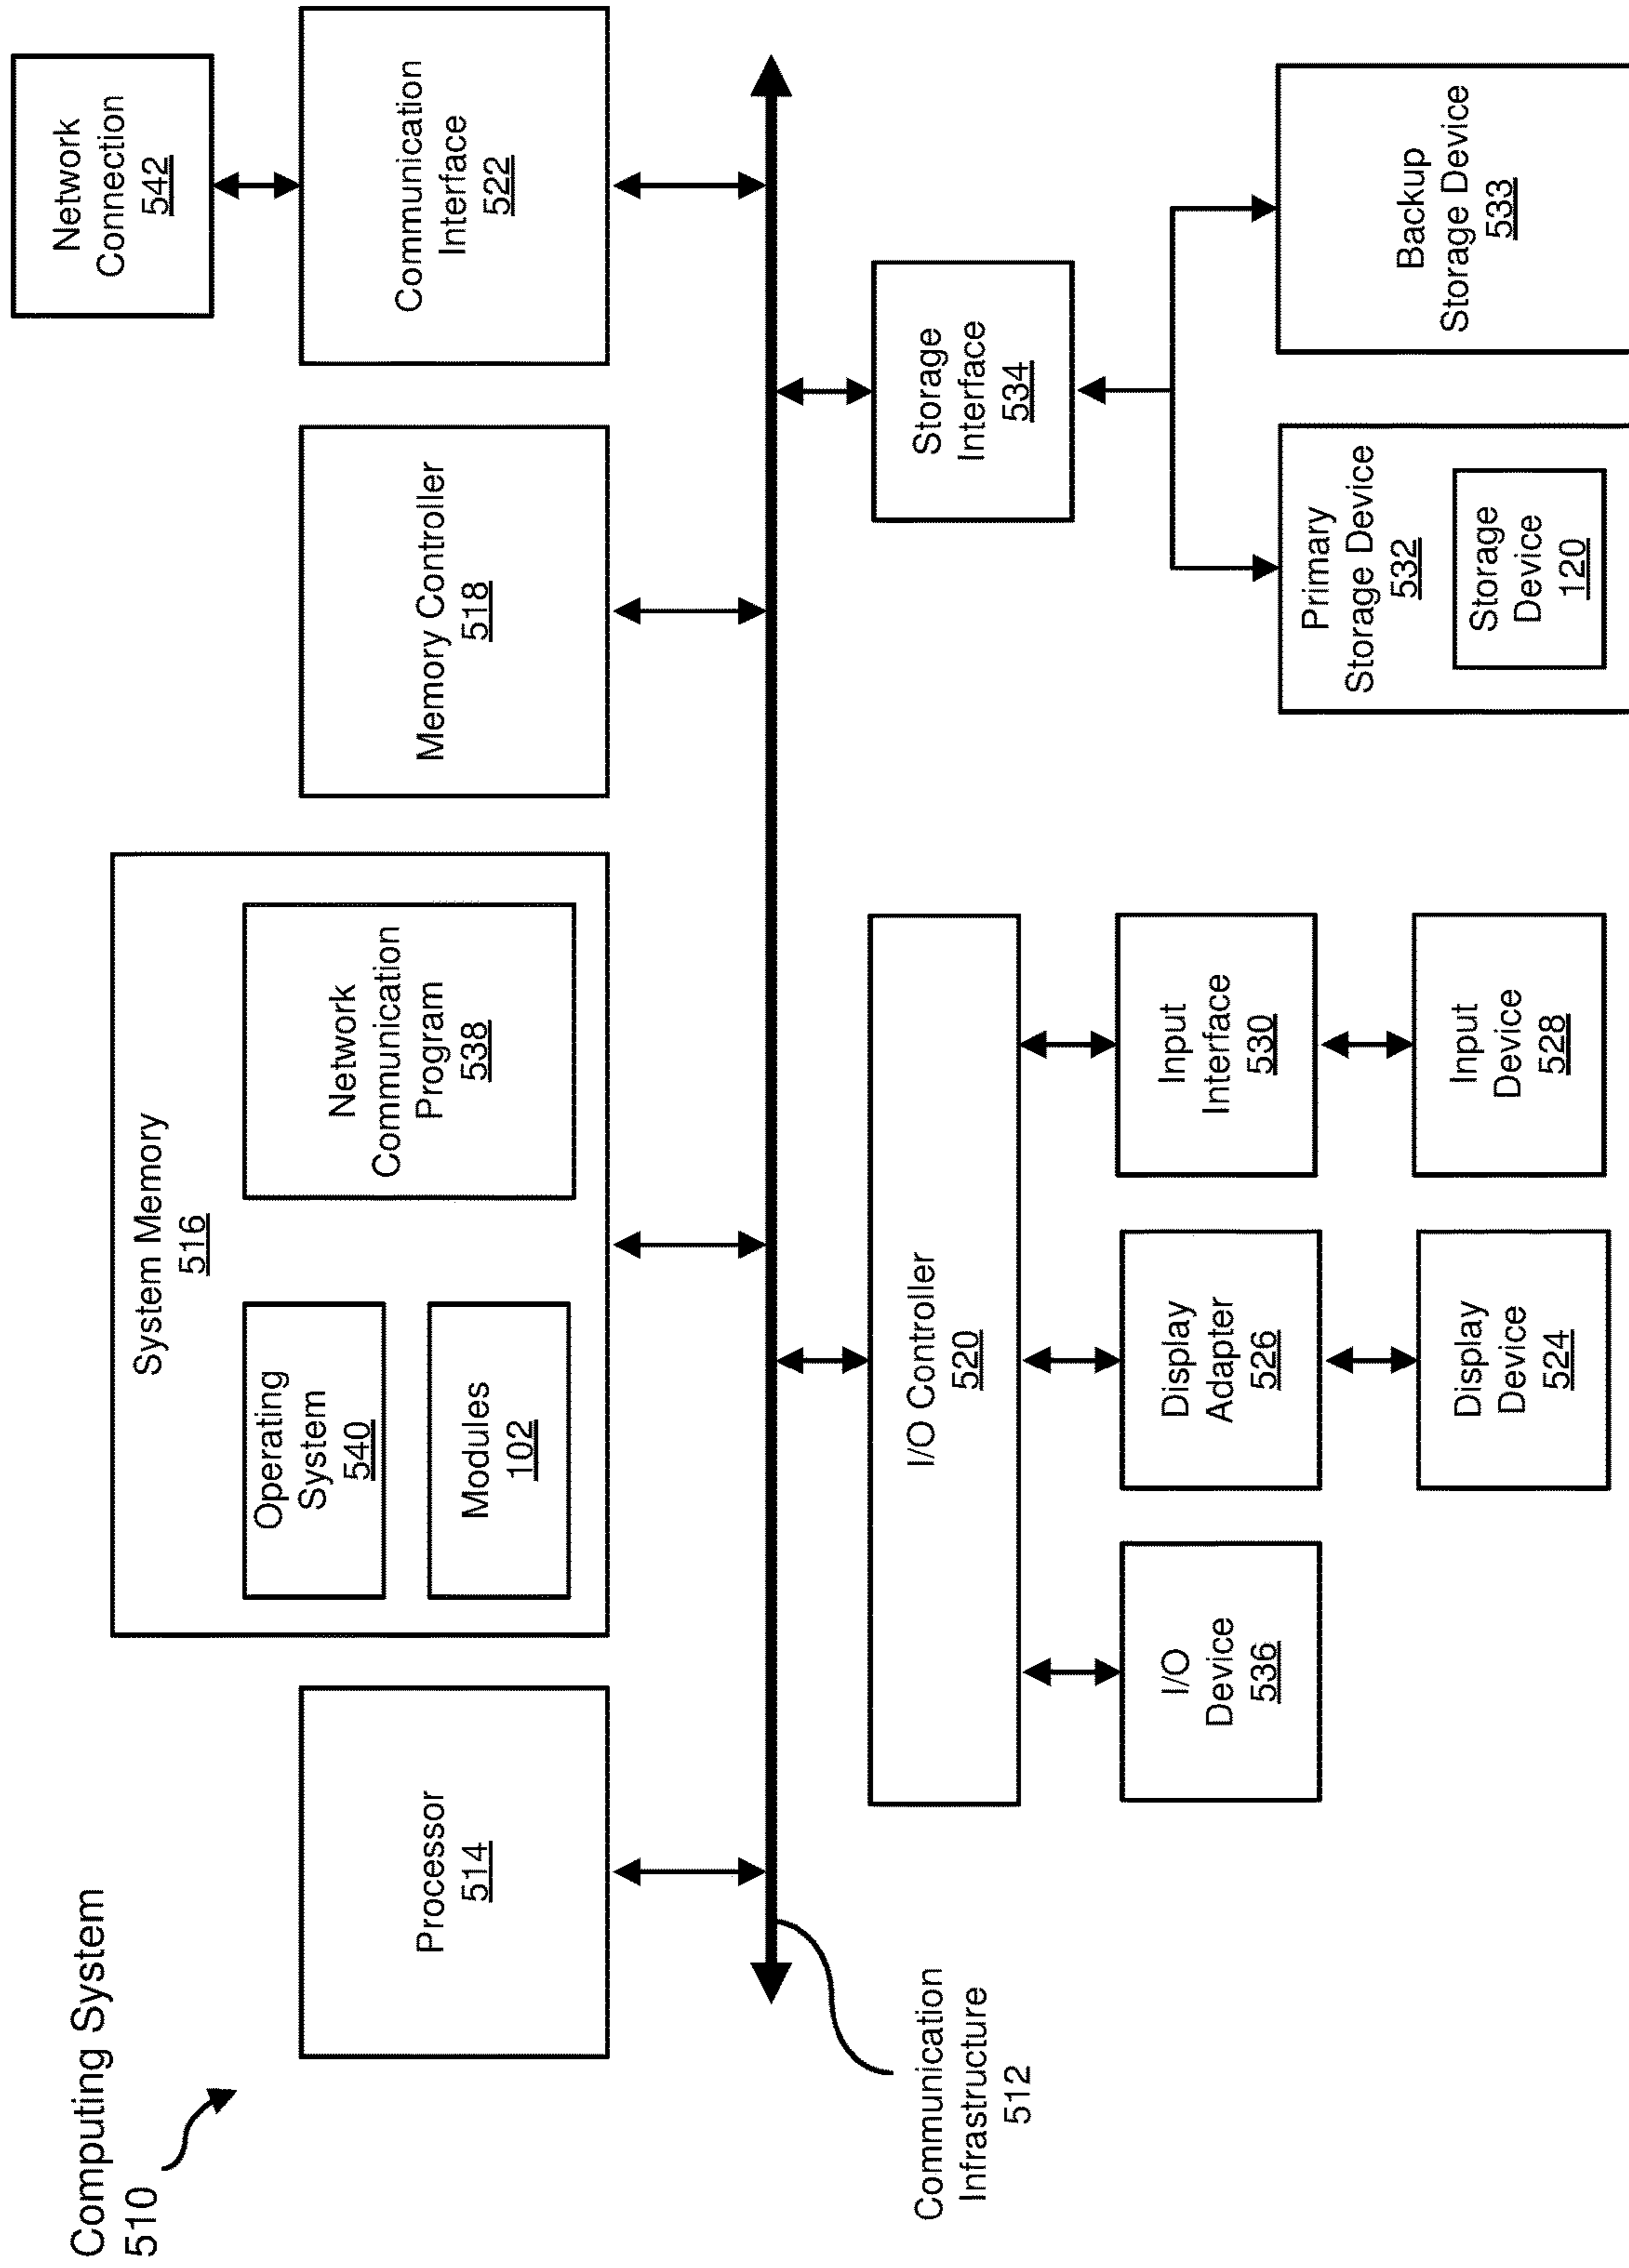 Computing System
510
Processor
514
System Memory
516
Operating
System
540
Modules
102
Network
Communication
Program
538
Memory Controller
518
Network
Connection
542
Communication
Interface
522
Communication
Infrastructure
512
I/O Controller
520
I/O
Device
536
Display
Adapter
526
Display
Device
524
Input
Interface
530
Input
Device
528
Storage
Interface
534
Primary
Storage Device
532
Storage
Device
120
Backup
Storage Device
533